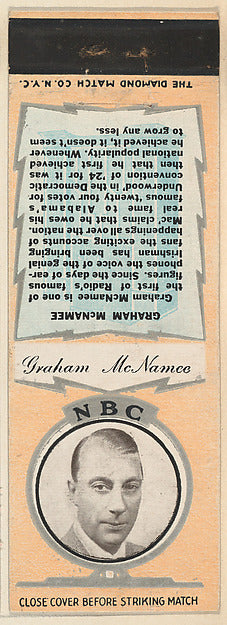 THE DIAMOND MATCH CO. N.Y.C.
GRAHAM McNAMEE
Graham McNamee is one of
the first of Radio's famous
figures. Since the days of ear-
phones the voice of the genial
Irishman has been bringing
fans the exciting accounts of
happenings all over the nation.
'Mac' claims that he owes his
real fame to Alabama's
famous 'twenty four votes for
Underwood' in the Democratic
convention of '24 for it was
then that he first achieved
national popularity. Whenever
he achieved it, it doesn't seem
to grow any less.
Graham McNamee
NBC
CLOSE COVER BEFORE STRIKING MATCH